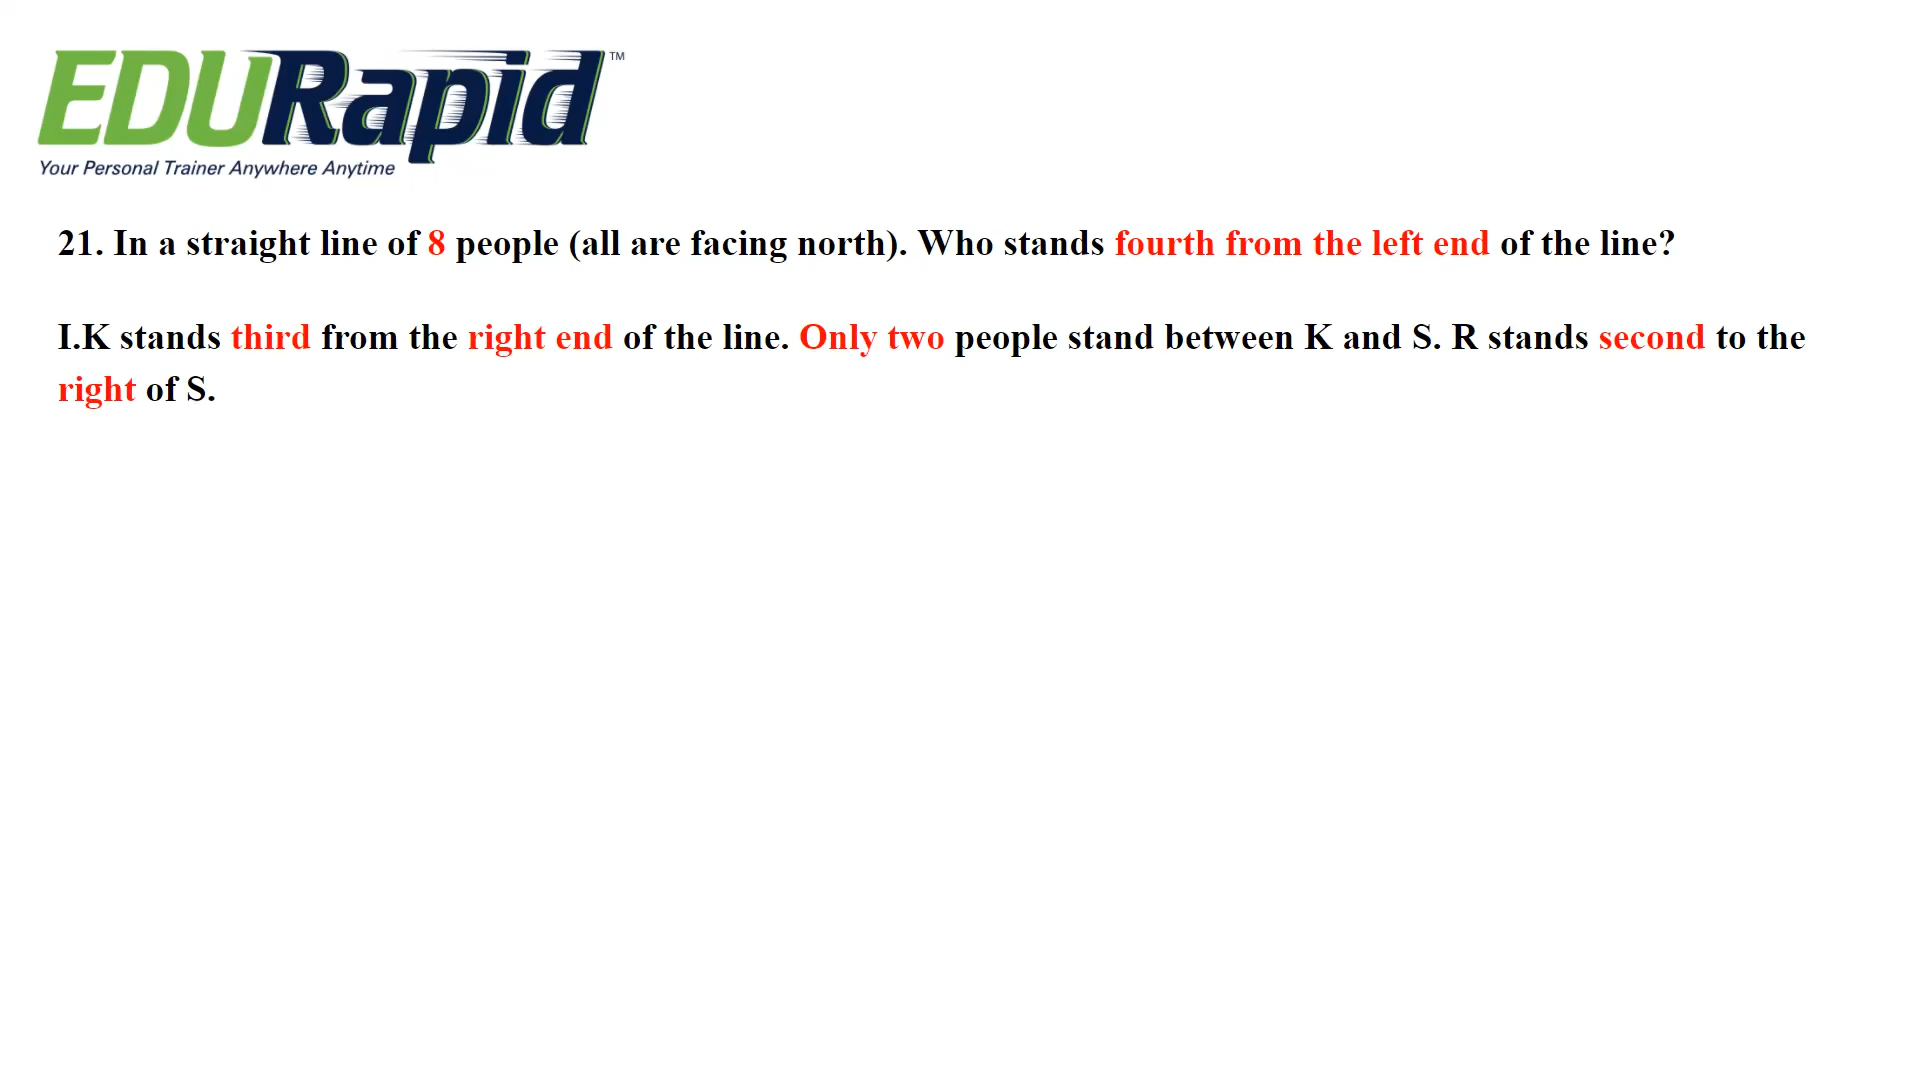 EDURapid™
Your Personal Trainer Anywhere Anytime
21. In a straight line of 8 people (all are facing north). Who stands fourth from the left end of the line?
I.K stands third from the right end of the line. Only two people stand between K and S. R stands second to the
right of S.